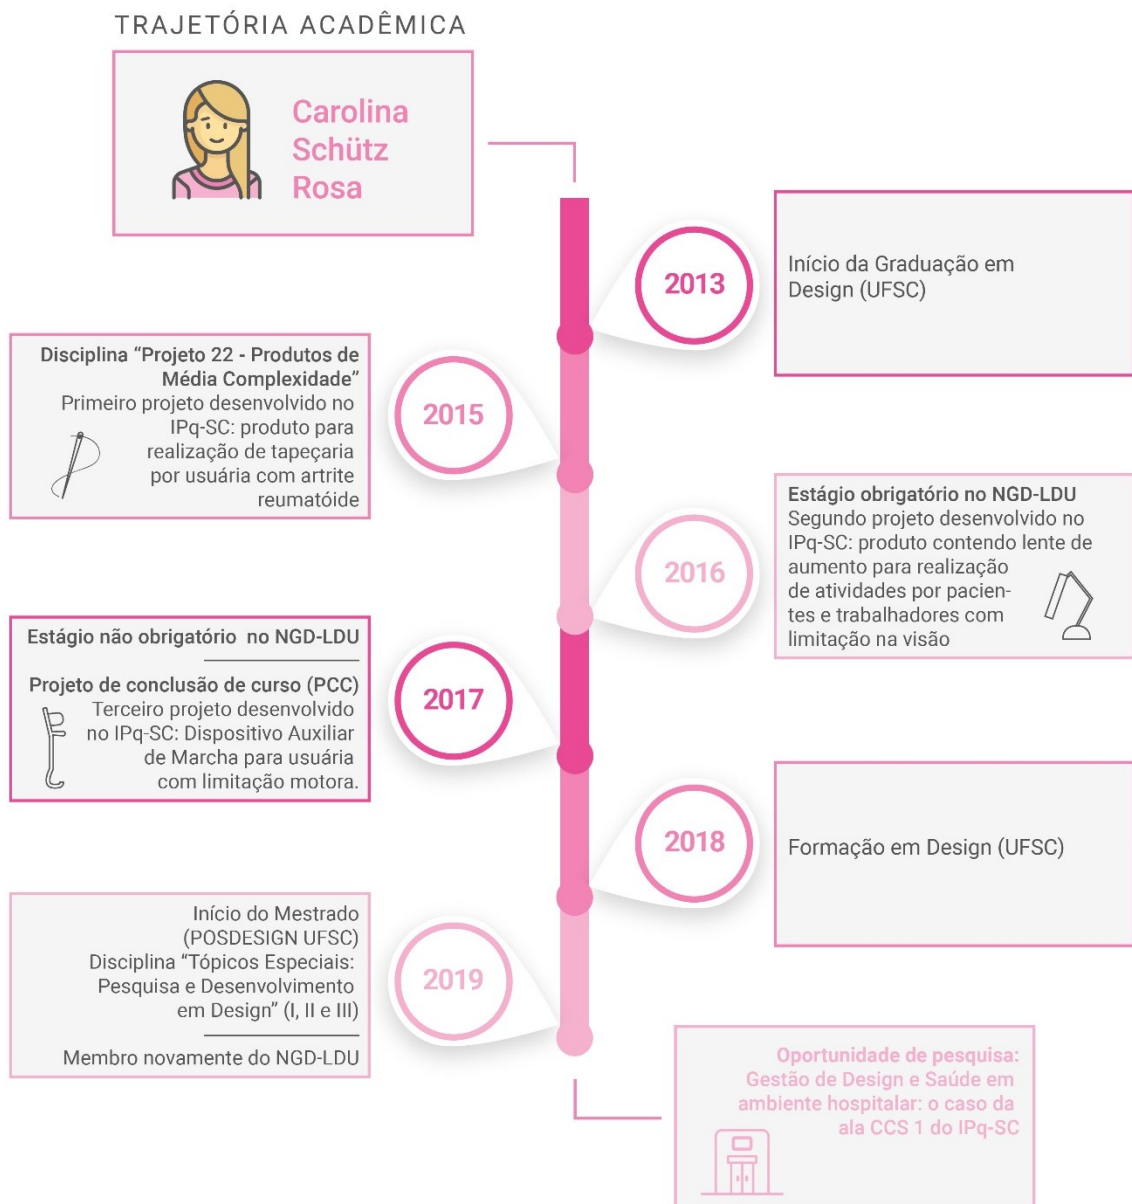 TRAJETÓRIA ACADÊMICA
Carolina
Schütz
Rosa
2013
Início da Graduação em
Design (UFSC)
Disciplina “Projeto 22 - Produtos de
Média Complexidade”
Primeiro projeto desenvolvido no
IPq-SC: produto para
realização de tapeçaria
por usuária com artrite
reumatóide
2015
2016
Estágio obrigatório no NGD-LDU
Segundo projeto desenvolvido no
IPq-SC: produto contendo lente de
aumento para realização
de atividades por pacien-
tes e trabalhadores com
limitação na visão
Estágio não obrigatório no NGD-LDU
Projeto de conclusão de curso (PCC)
Terceiro projeto desenvolvido
no IPq-SC: Dispositivo Auxiliar
de Marcha para usuária
com limitação motora.
2017
2018
Formação em Design (UFSC)
Início do Mestrado
(POSDESIGN UFSC)
Disciplina “Tópicos Especiais:
Pesquisa e Desenvolvimento
em Design” (I, II e III)
Membro novamente do NGD-LDU
2019
Oportunidade de pesquisa:
Gestão de Design e Saúde em
ambiente hospitalar: o caso da
ala CCS 1 do IPq-SC